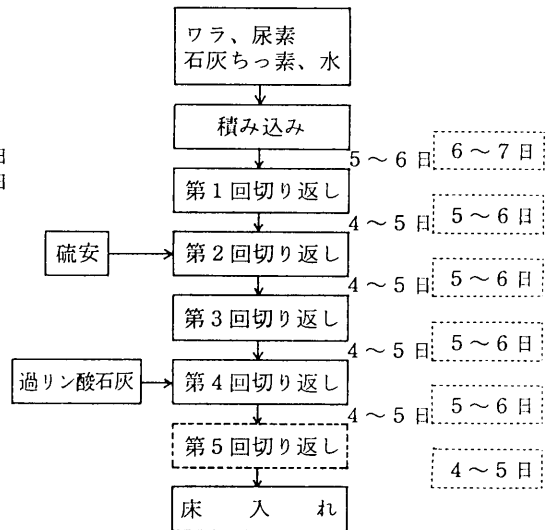 ワラ、尿素
石灰ちっ素、水
積み込み
5～6日
6～7日
日
日
第1回切り返し
4～5日
5～6日
硫安
第2回切り返し
4～5日
5～6日
第3回切り返し
4～5日
5～6日
過リン酸石灰
第4回切り返し
4～5日
5～6日
第5回切り返し
4～5日
床入れ